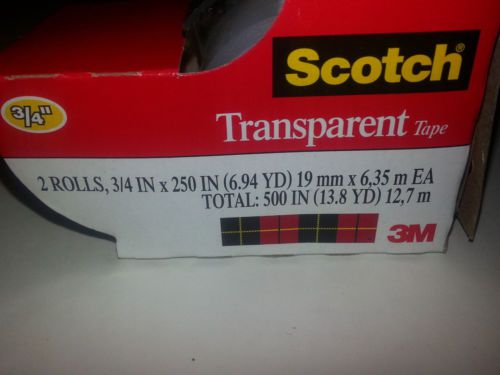 Scotch®
3/4"
Transparent Tape
2 ROLLS, 3/4 IN x 250 IN (6.94 YD) 19 mm x 6,35 m EA
TOTAL: 500 IN (13.8 YD) 12,7 m
3M